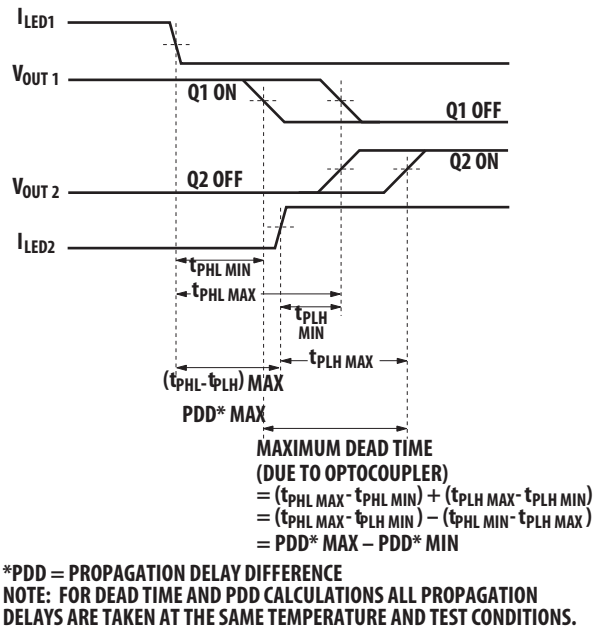 ILED1
VOUT 1
Q1 ON
Q1 OFF
Q2 OFF
Q2 ON
VOUT 2
ILED2
tPHL MIN
tPHL MAX
tPLH
MIN
tPLH MAX
(tPHL-tPLH) MAX
PDD* MAX
MAXIMUM DEAD TIME
(DUE TO OPTOCOUPLER)
= (tPHL MAX - tPHL MIN) + (tPLH MAX - tPLH MIN)
= (tPHL MAX - tPLH MIN) – (tPHL MIN - tPLH MAX)
= PDD* MAX – PDD* MIN
*PDD = PROPAGATION DELAY DIFFERENCE
NOTE: FOR DEAD TIME AND PDD CALCULATIONS ALL PROPAGATION
DELAYS ARE TAKEN AT THE SAME TEMPERATURE AND TEST CONDITIONS.